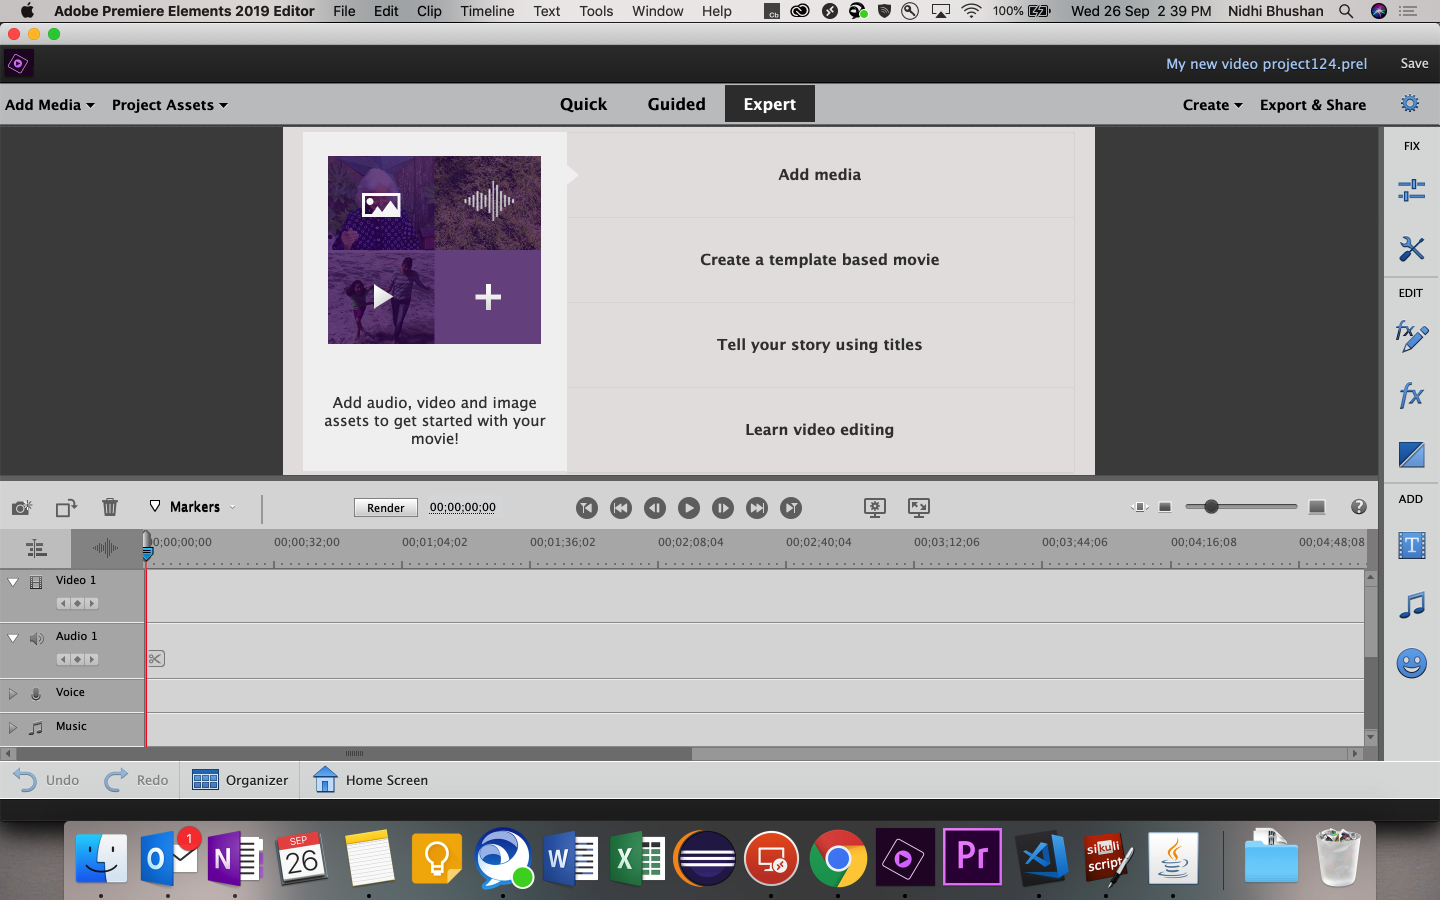 Adobe Premiere Elements 2019 Editor File Edit Clip Timeline Text Tools Window Help Cb 100% Wed 26 Sep 2 39 PM Nidhi Bhushan
My new video project124.prel Save
Add Media Project Assets Quick Guided Expert Create Export & Share
FIX
Add media
Create a template based movie
EDIT
Tell your story using titles
Add audio, video and image
assets to get started with your
movie!
Learn video editing
fx
ADD
Markers Render 00;00;00;00
00;00;00;00 00;00;32;00 00;01;04;02 00;01;36;02 00;02;08;04 00;02;40;04 00;03;12;06 00;03;44;06 00;04;16;08 00;04;48;08
T
Video 1
Audio 1
Voice
Music
Undo Redo Organizer Home Screen
1
SEP
26
O N W X Pr
sikuli
script